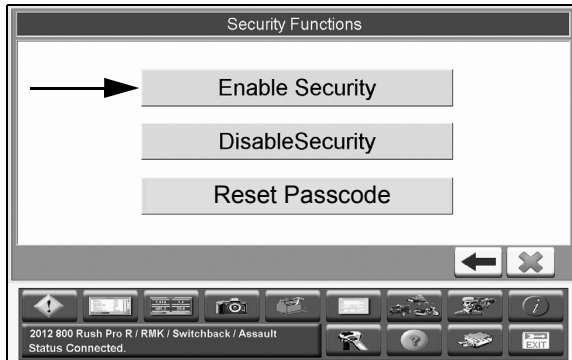 Security Functions
Enable Security
DisableSecurity
Reset Passcode
2012 800 Rush Pro R / RMK / Switchback / Assault
Status Connected.
EXIT